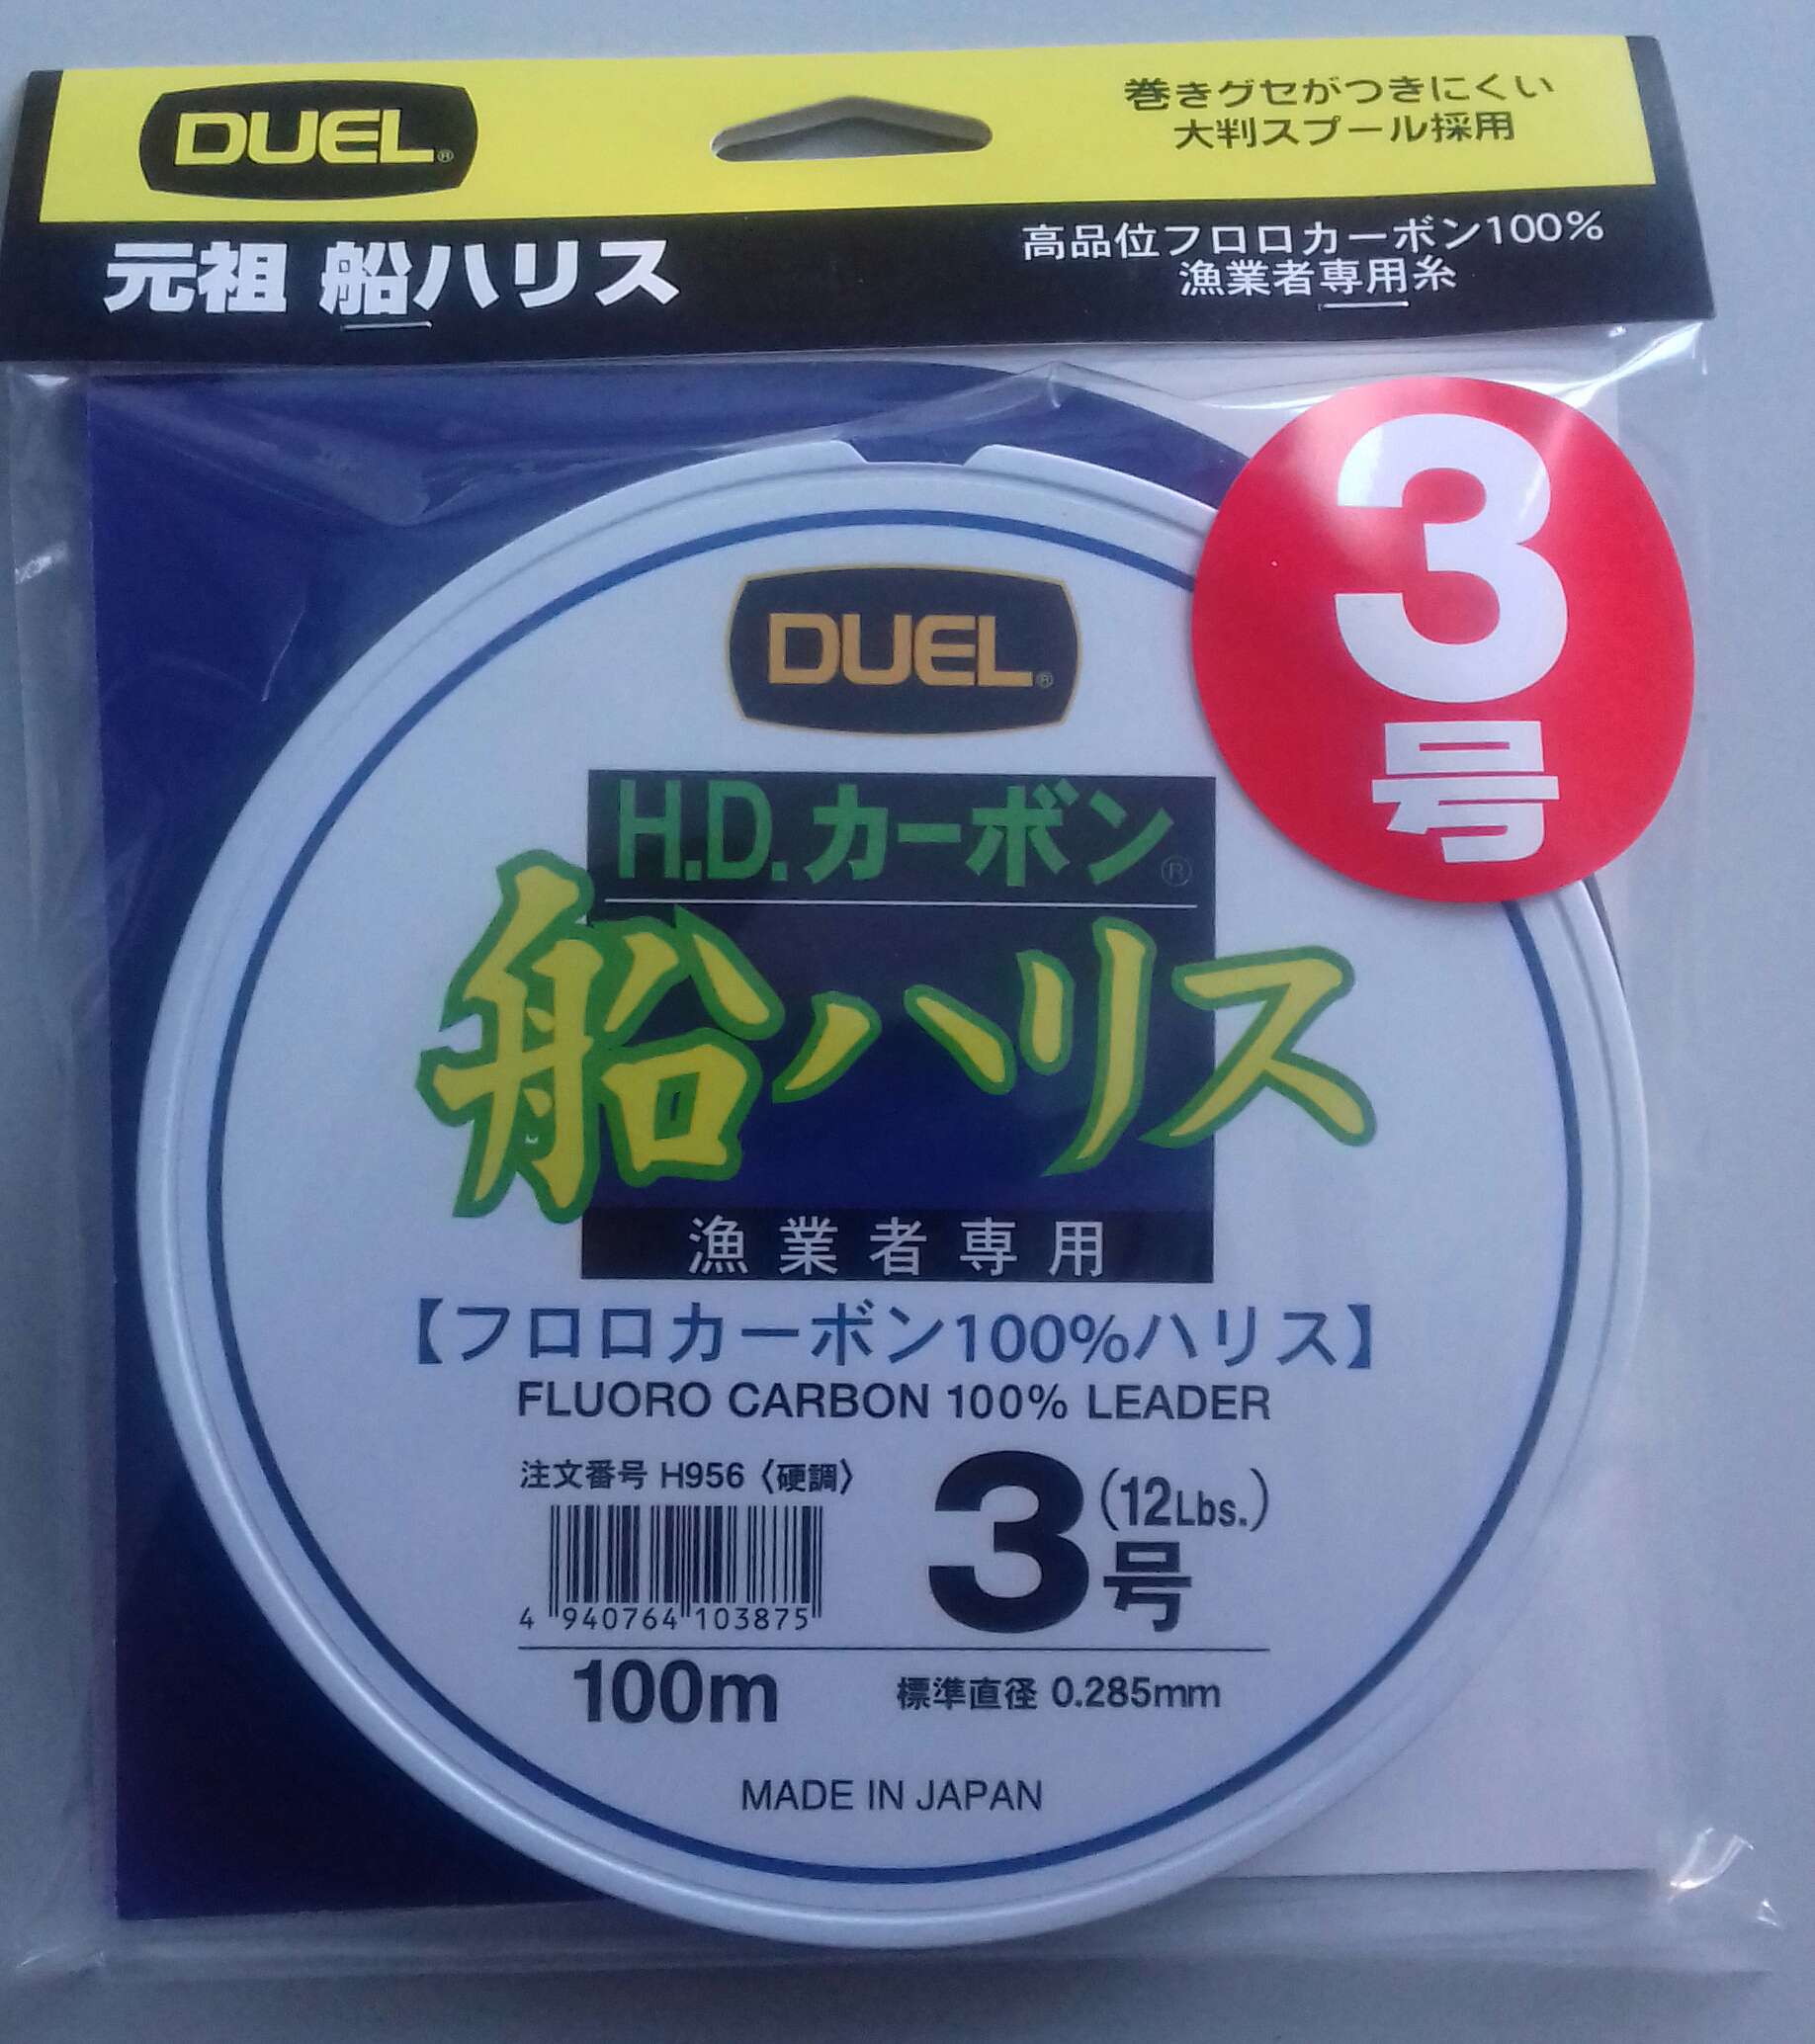 DUEL®
巻きグセがつきにくい
大判スプール採用
元祖 船ハリス
高品位フロロカーボン100%
漁業者専用糸
3
号
DUEL®
H.D.カーボン®
船ハリス
漁業者専用
【フロロカーボン100%ハリス】
FLUORO CARBON 100% LEADER
注文番号 H956〈硬調〉
3号 (12Lbs.)
4 940764 103875
100m
標準直径 0.285mm
MADE IN JAPAN